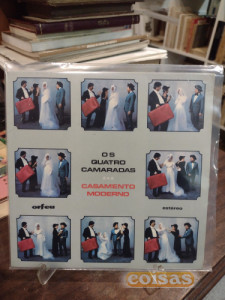 OS
QUATRO
CAMARADAS
CASAMENTO
MODERNO
orfeu
estéreo
coisas